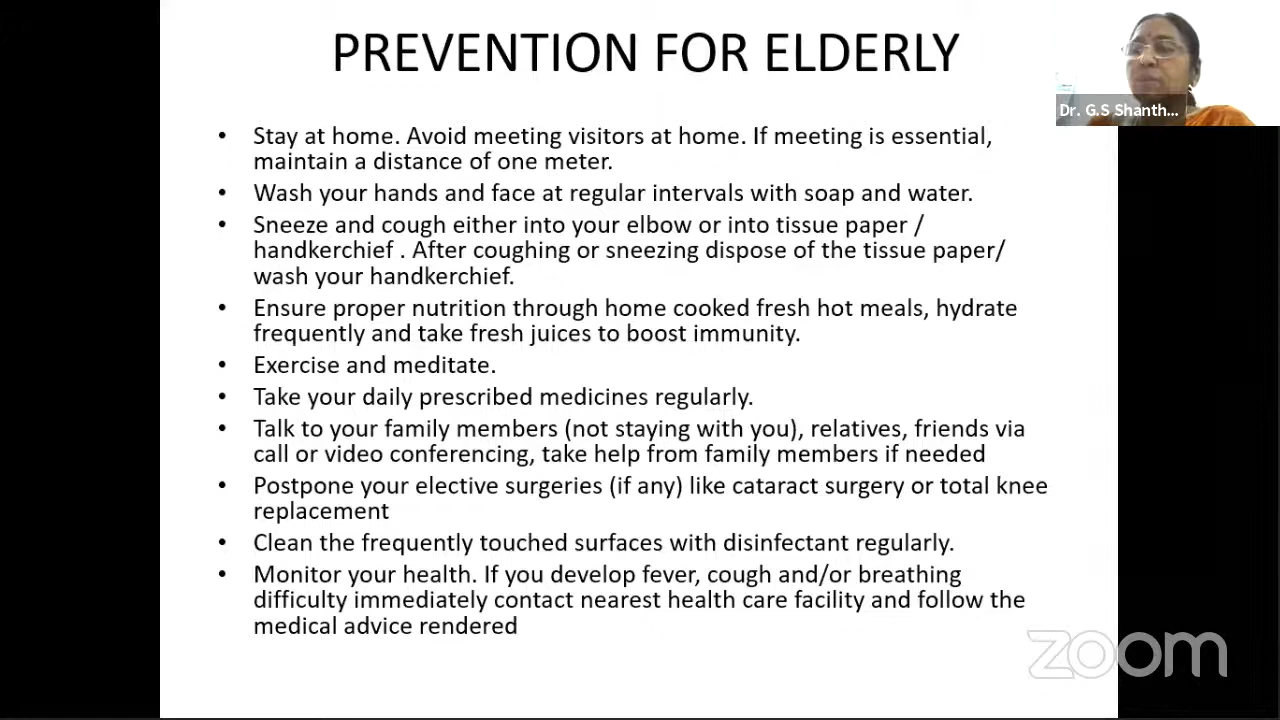 PREVENTION FOR ELDERLY
Dr. G.S Shanth...
• Stay at home. Avoid meeting visitors at home. If meeting is essential,
maintain a distance of one meter.
• Wash your hands and face at regular intervals with soap and water.
• Sneeze and cough either into your elbow or into tissue paper /
handkerchief . After coughing or sneezing dispose of the tissue paper/
wash your handkerchief.
• Ensure proper nutrition through home cooked fresh hot meals, hydrate
frequently and take fresh juices to boost immunity.
• Exercise and meditate.
• Take your daily prescribed medicines regularly.
• Talk to your family members (not staying with you), relatives, friends via
call or video conferencing, take help from family members if needed
• Postpone your elective surgeries (if any) like cataract surgery or total knee
replacement
• Clean the frequently touched surfaces with disinfectant regularly.
• Monitor your health. If you develop fever, cough and/or breathing
difficulty immediately contact nearest health care facility and follow the
medical advice rendered
zoom